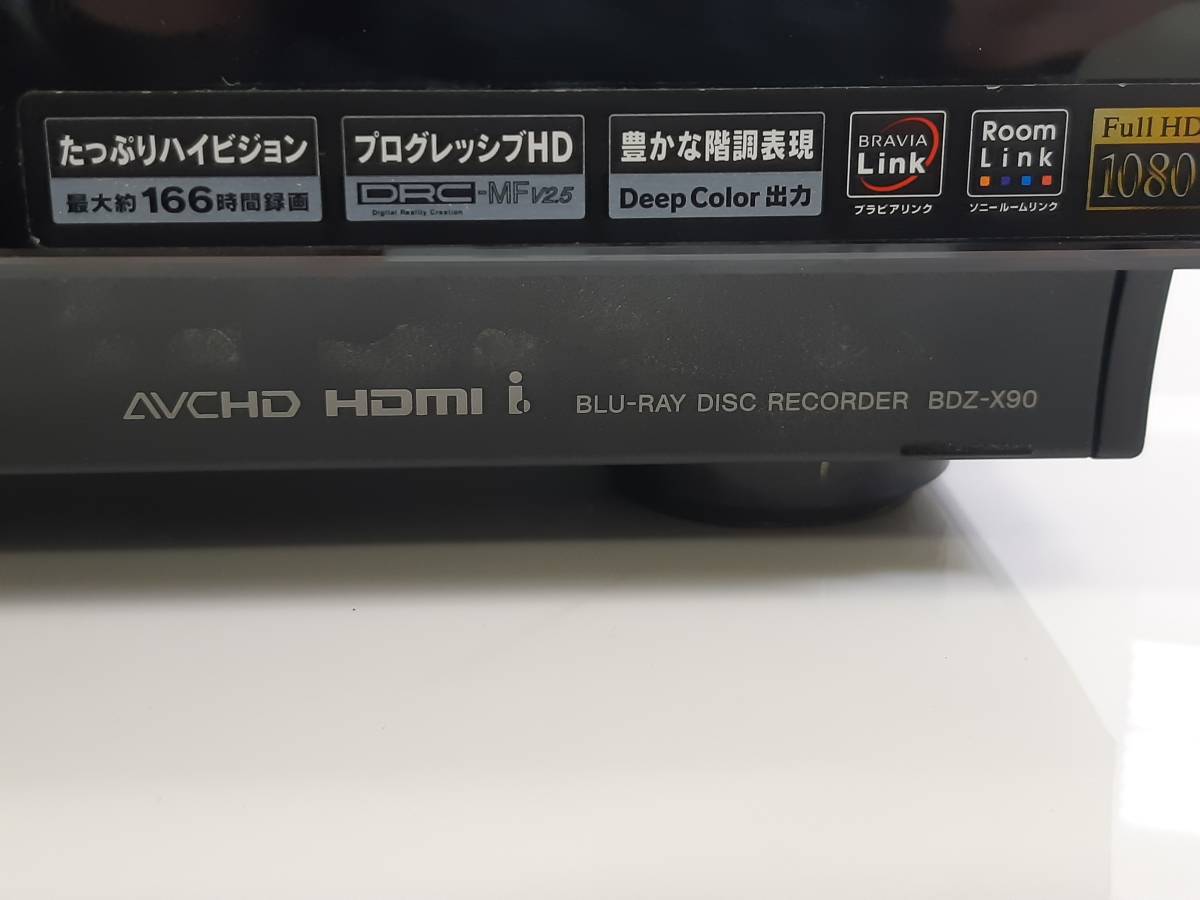 たっぷりハイビジョン
最大約166時間録画
プログレッシブHD
DRC-MFV2.5
Digital Reality Creation
豊かな階調表現
Deep Color 出力
BRAVIA
Link
ブラビアリンク
Room
Link
ソニールームリンク
Full HD
1080
AVCHD HDMI i. BLU-RAY DISC RECORDER BDZ-X90